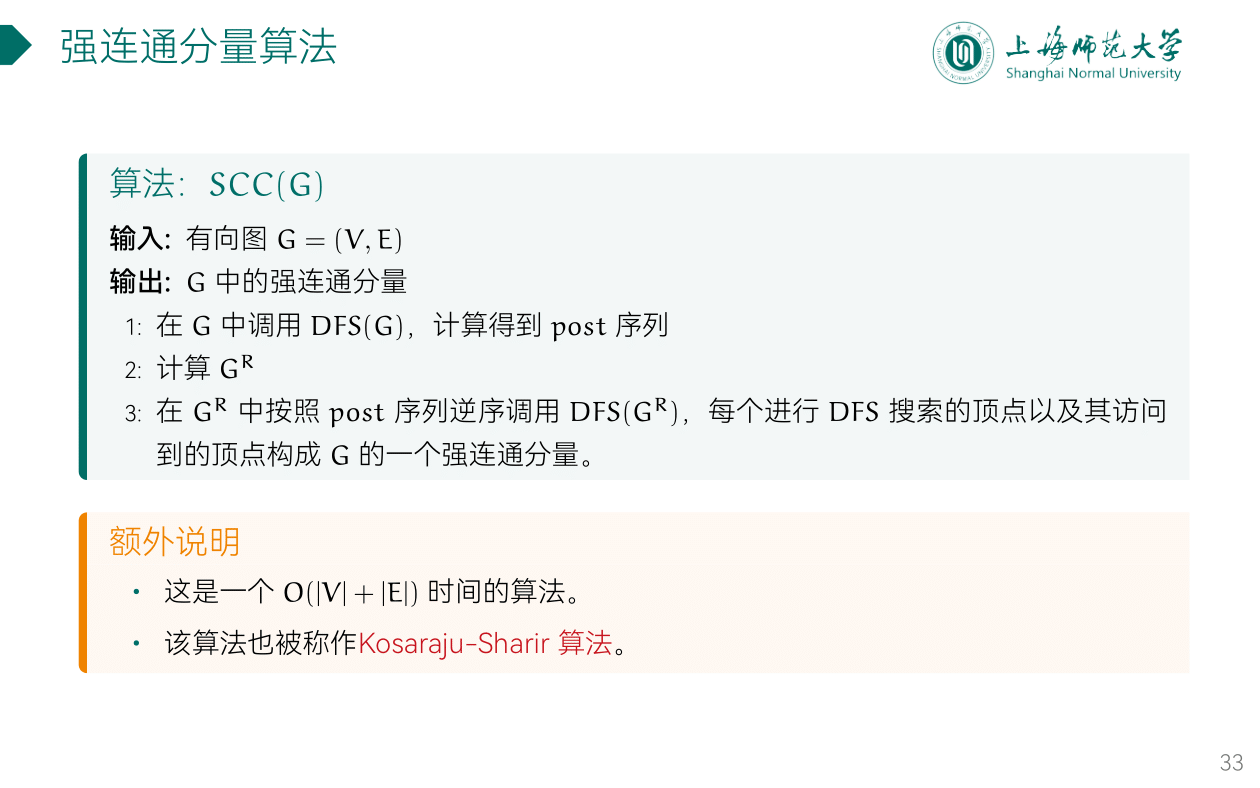 强连通分量算法
上海师范大学
Shanghai Normal University
算法：SCC(G)
输入: 有向图 G = (V, E)
输出: G 中的强连通分量
1: 在 G 中调用 DFS(G)，计算得到 post 序列
2: 计算 Gᴿ
3: 在 Gᴿ 中按照 post 序列逆序调用 DFS(Gᴿ)，每个进行 DFS 搜索的顶点以及其访问
到的顶点构成 G 的一个强连通分量。
额外说明
• 这是一个 O(|V| + |E|) 时间的算法。
• 该算法也被称作Kosaraju-Sharir 算法。
33